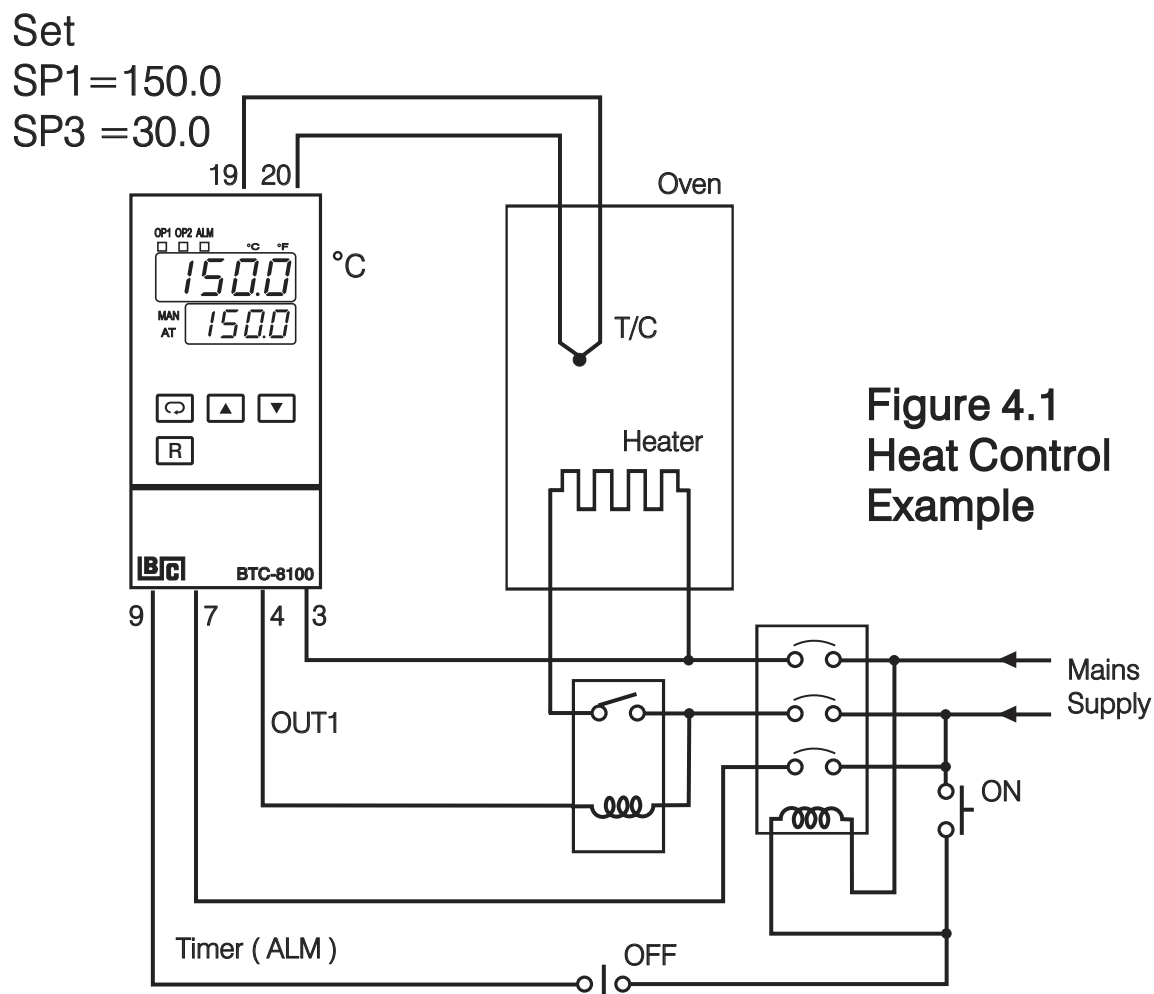 Set
SP1=150.0
SP3 =30.0
19 20
Oven
OP1 OP2 ALM
°C °F
150.0
°C
MAN
AT
150.0
T/C
R
Figure 4.1
Heat Control
Example
Heater
BC
BTC-8100
9 7 4 3
Mains
Supply
OUT1
ON
Timer ( ALM )
OFF